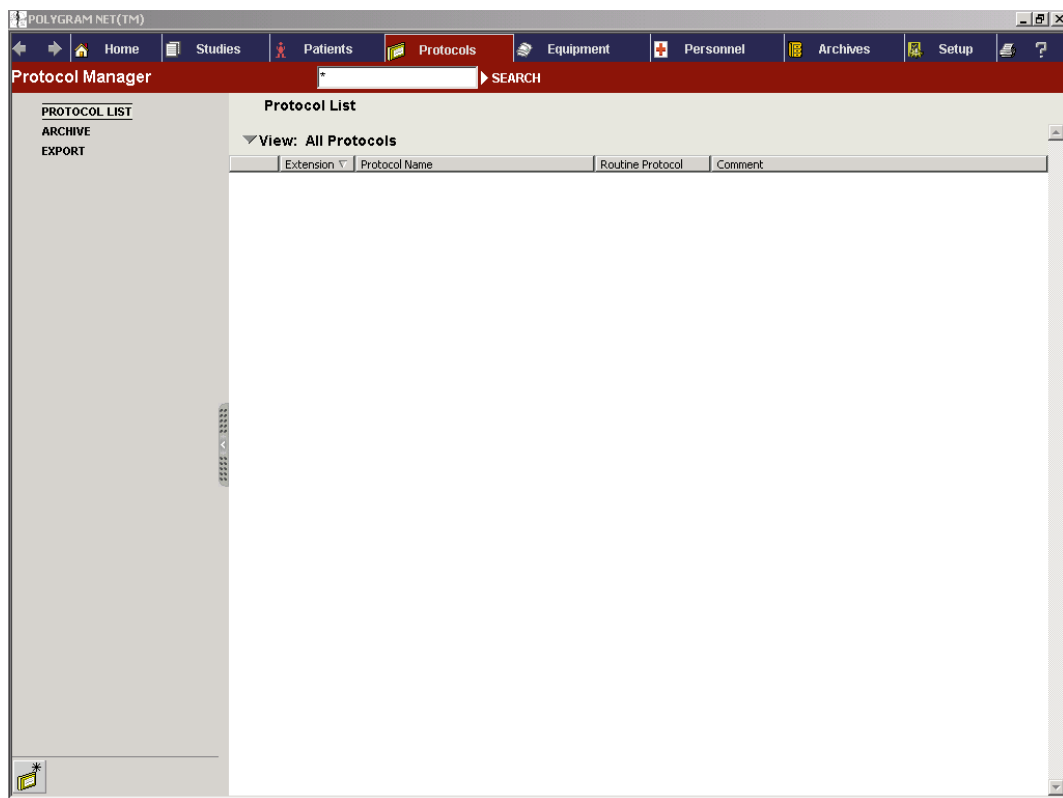 POLYGRAM NET(TM)
Home Studies Patients Protocols Equipment Personnel Archives Setup ?
Protocol Manager * SEARCH
PROTOCOL LIST
ARCHIVE
EXPORT
Protocol List
View: All Protocols
Extension Protocol Name Routine Protocol Comment